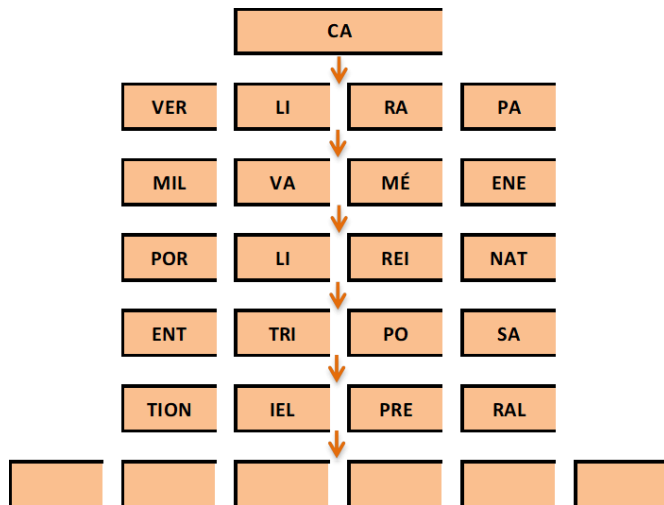 CA
VER LI RA PA
MIL VA MÉ ENE
POR LI REI NAT
ENT TRI PO SA
TION IEL PRE RAL